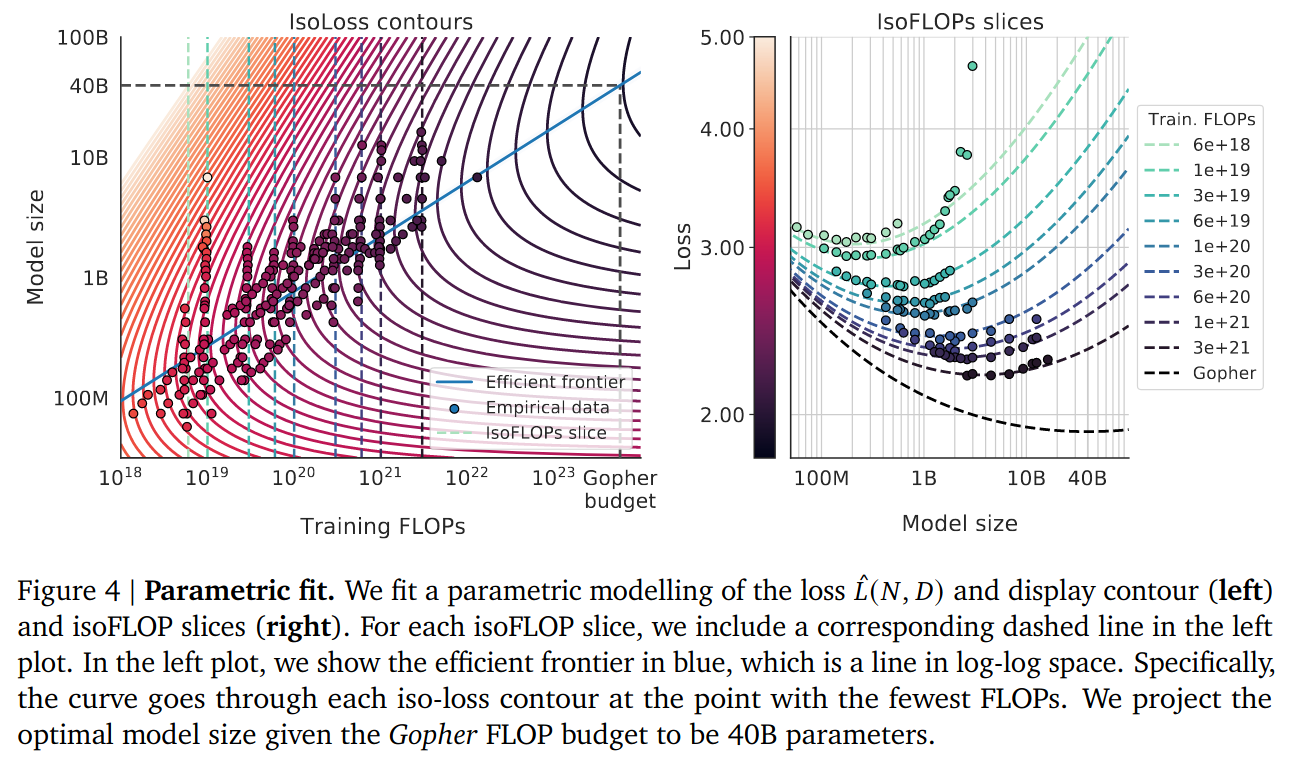 IsoLoss contours
100B
40B
10B
1B
100M
Model size
10^18
10^19
10^20
10^21
10^22
10^23
Gopher
budget
Training FLOPs
Efficient frontier
Empirical data
IsoFLOPs slice
IsoFLOPs slices
5.00
4.00
3.00
2.00
Loss
100M
1B
10B
40B
Model size
Train. FLOPs
6e+18
1e+19
3e+19
6e+19
1e+20
3e+20
6e+20
1e+21
3e+21
Gopher
Figure 4 | Parametric fit. We fit a parametric modelling of the loss L̂(N, D) and display contour (left)
and isoFLOP slices (right). For each isoFLOP slice, we include a corresponding dashed line in the left
plot. In the left plot, we show the efficient frontier in blue, which is a line in log-log space. Specifically,
the curve goes through each iso-loss contour at the point with the fewest FLOPs. We project the
optimal model size given the Gopher FLOP budget to be 40B parameters.